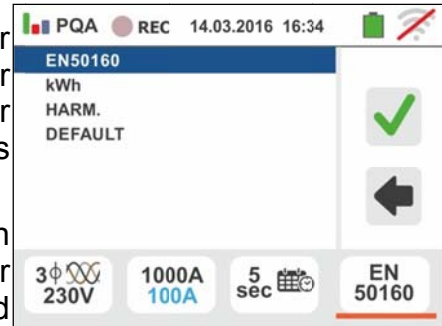 PQA REC 14.03.2016 16:34
EN50160
kWh
HARM.
DEFAULT
3ϕ 1000A 5 EN
230V 100A sec 50160